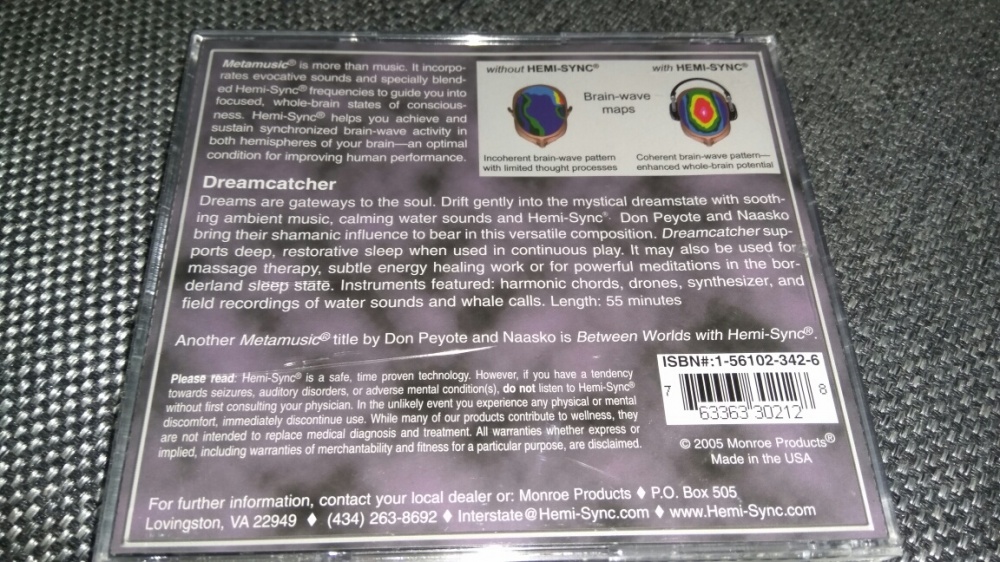 Metamusic® is more than music. It incorpo-
rates evocative sounds and specially blend-
ed Hemi-Sync® frequencies to guide you into
focused, whole-brain states of conscious-
ness. Hemi-Sync® helps you achieve and
sustain synchronized brain-wave activity in
both hemispheres of your brain—an optimal
condition for improving human performance.
without HEMI-SYNC®
with HEMI-SYNC®
Brain-wave
maps
Incoherent brain-wave pattern
with limited thought processes
Coherent brain-wave pattern—
enhanced whole-brain potential
Dreamcatcher
Dreams are gateways to the soul. Drift gently into the mystical dreamstate with sooth-
ing ambient music, calming water sounds and Hemi-Sync®. Don Peyote and Naasko
bring their shamanic influence to bear in this versatile composition. Dreamcatcher sup-
ports deep, restorative sleep when used in continuous play. It may also be used for
massage therapy, subtle energy healing work or for powerful meditations in the bor-
derland sleep state. Instruments featured: harmonic chords, drones, synthesizer, and
field recordings of water sounds and whale calls. Length: 55 minutes
Another Metamusic® title by Don Peyote and Naasko is Between Worlds with Hemi-Sync®.
Please read: Hemi-Sync® is a safe, time proven technology. However, if you have a tendency
towards seizures, auditory disorders, or adverse mental condition(s), do not listen to Hemi-Sync®
without first consulting your physician. In the unlikely event you experience any physical or mental
discomfort, immediately discontinue use. While many of our products contribute to wellness, they
are not intended to replace medical diagnosis and treatment. All warranties whether express or
implied, including warranties of merchantability and fitness for a particular purpose, are disclaimed.
ISBN#:1-56102-342-6
7 63363 30212 8
© 2005 Monroe Products®
Made in the USA
For further information, contact your local dealer or: Monroe Products ♦ P.O. Box 505
Lovingston, VA 22949 ♦ (434) 263-8692 ♦ Interstate@Hemi-Sync.com ♦ www.Hemi-Sync.com